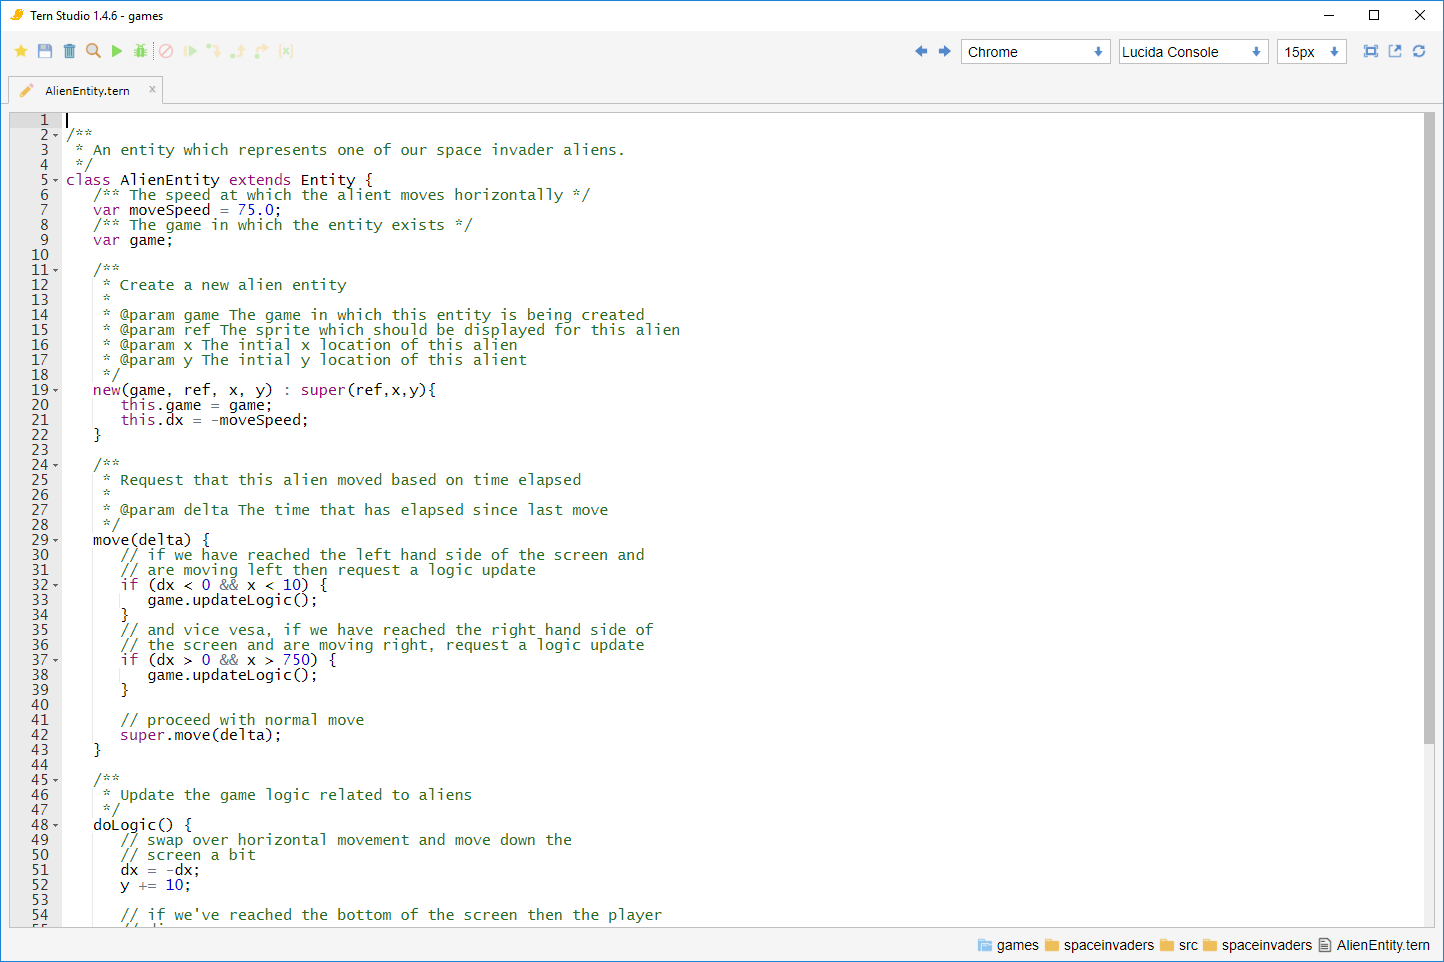 Tern Studio 1.4.6 - games
Chrome Lucida Console 15px
AlienEntity.tern x
1
2 /**
3 * An entity which represents one of our space invader aliens.
4 */
5 class AlienEntity extends Entity {
6 /** The speed at which the alient moves horizontally */
7 var moveSpeed = 75.0;
8 /** The game in which the entity exists */
9 var game;
10
11 /**
12 * Create a new alien entity
13 *
14 * @param game The game in which this entity is being created
15 * @param ref The sprite which should be displayed for this alien
16 * @param x The intial x location of this alien
17 * @param y The intial y location of this alient
18 */
19 new(game, ref, x, y) : super(ref,x,y){
20 this.game = game;
21 this.dx = -moveSpeed;
22 }
23
24 /**
25 * Request that this alien moved based on time elapsed
26 *
27 * @param delta The time that has elapsed since last move
28 */
29 move(delta) {
30 // if we have reached the left hand side of the screen and
31 // are moving left then request a logic update
32 if (dx < 0 && x < 10) {
33 game.updateLogic();
34 }
35 // and vice vesa, if we have reached the right hand side of
36 // the screen and are moving right, request a logic update
37 if (dx > 0 && x > 750) {
38 game.updateLogic();
39 }
40
41 // proceed with normal move
42 super.move(delta);
43 }
44
45 /**
46 * Update the game logic related to aliens
47 */
48 doLogic() {
49 // swap over horizontal movement and move down the
50 // screen a bit
51 dx = -dx;
52 y += 10;
53
54 // if we've reached the bottom of the screen then the player
games spaceinvaders src spaceinvaders AlienEntity.tern